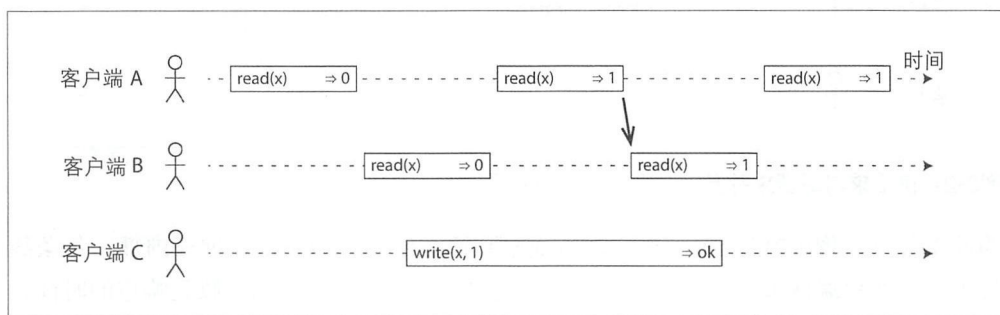 时间
客户端 A read(x) ⇒ 0 read(x) ⇒ 1 read(x) ⇒ 1
客户端 B read(x) ⇒ 0 read(x) ⇒ 1
客户端 C write(x, 1) ⇒ ok